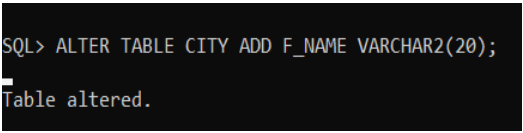 SQL> ALTER TABLE CITY ADD F_NAME VARCHAR2(20);
Table altered.